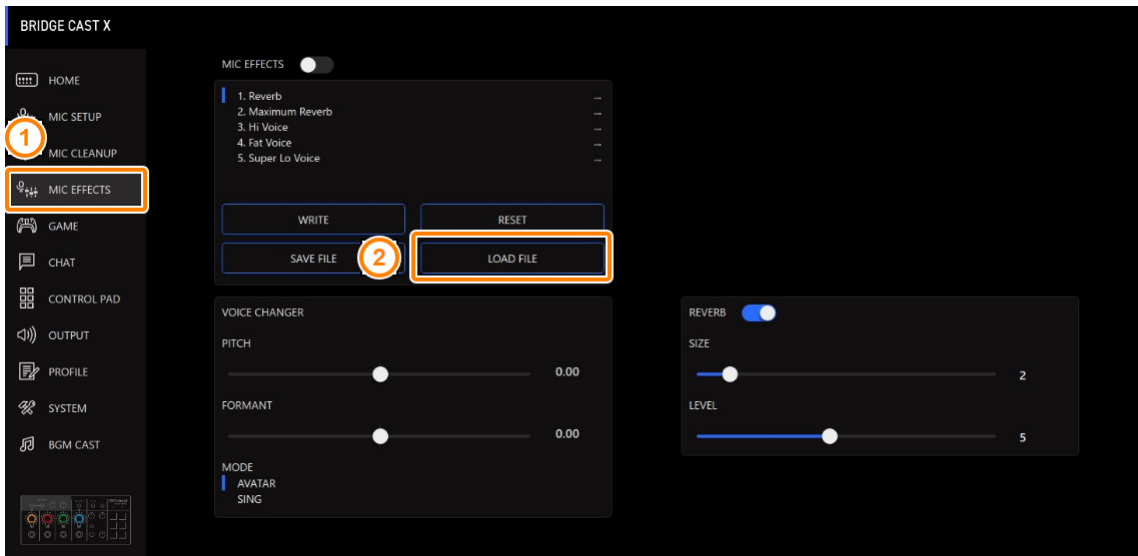 BRIDGE CAST X
HOME
MIC SETUP
1
MIC CLEANUP
MIC EFFECTS
GAME
CHAT
CONTROL PAD
OUTPUT
PROFILE
SYSTEM
BGM CAST
MIC EFFECTS
1. Reverb ...
2. Maximum Reverb ...
3. Hi Voice ...
4. Fat Voice ...
5. Super Lo Voice ...
WRITE RESET
SAVE FILE 2 LOAD FILE
VOICE CHANGER
PITCH
0.00
FORMANT
0.00
MODE
AVATAR
SING
REVERB
SIZE
2
LEVEL
5